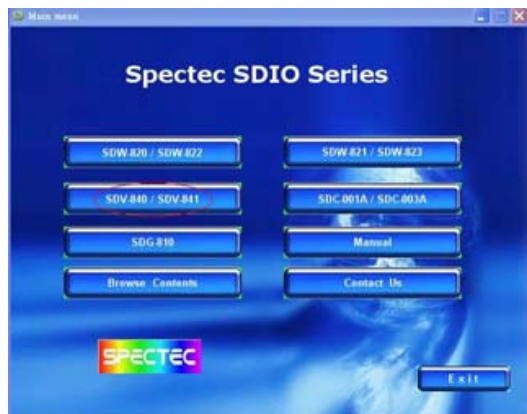 Main menu
Spectec SDIO Series
SDW-820 / SDW-822
SDW-821 / SDW-823
SDV-840 / SDV-841
SDC-001A / SDC-003A
SDG-810
Manual
Browse Contents
Contact Us
SPECTEC
Exit